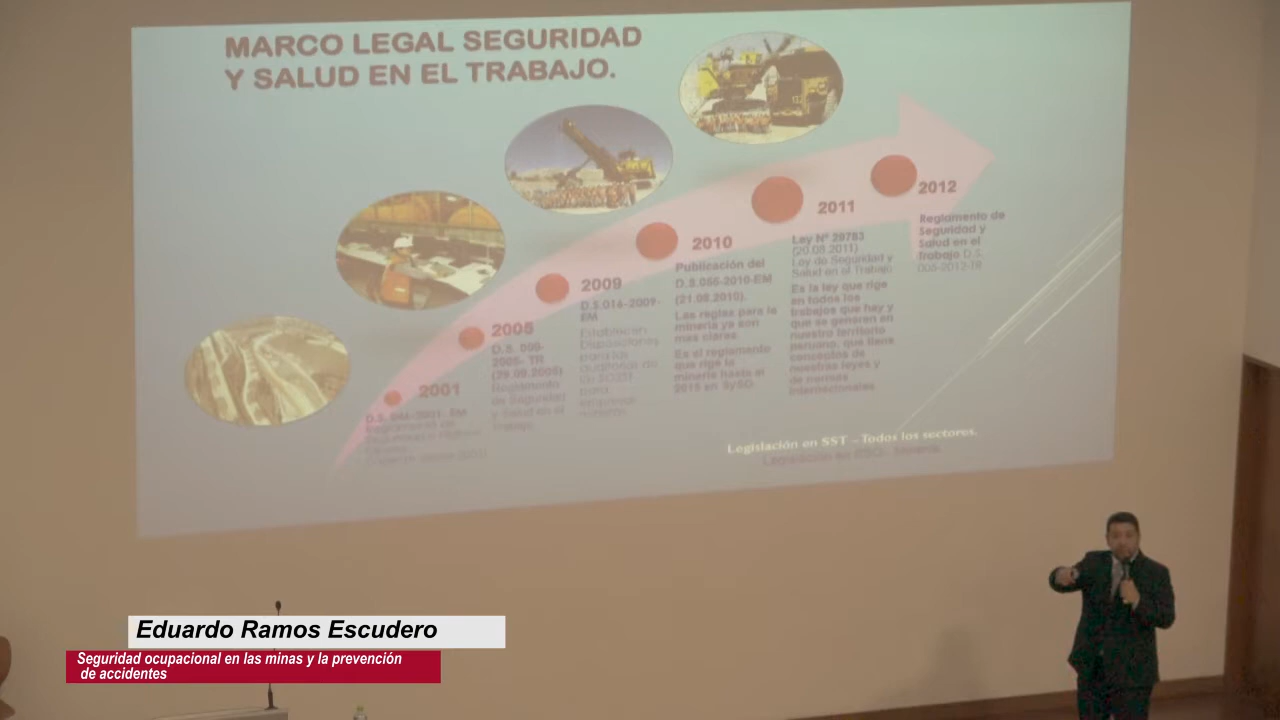 MARCO LEGAL SEGURIDAD
Y SALUD EN EL TRABAJO.
2001
2005
D.S. 009-
2005- TR
(29.09.2005)
Reglamento
de Seguridad
y Salud en el
Trabajo.
2009
D.S 016-2009-
EM
Establecen
Disposiciones
para las
2010
Publicación del
D.S.055-2010-EM
(21.08.2010).
Las reglas para la
minería ya son
mas claras.
Es el reglamento
que rige la
minería hasta el
2011
Ley Nº 29783
(20.08.2011)
Ley de Seguridad y
Salud en el Trabajo
Es la ley que rige
en todos los
trabajos que hay y
que se generen en
nuestro territorio
peruano, que tiene
conceptos de
nuestras leyes y
de normas
internacionales
2012
Reglamento de
Seguridad y
Salud en el
Trabajo D.S.
005-2012-TR
Legislación en SST – Todos los sectores.
Eduardo Ramos Escudero
Seguridad ocupacional en las minas y la prevención
de accidentes